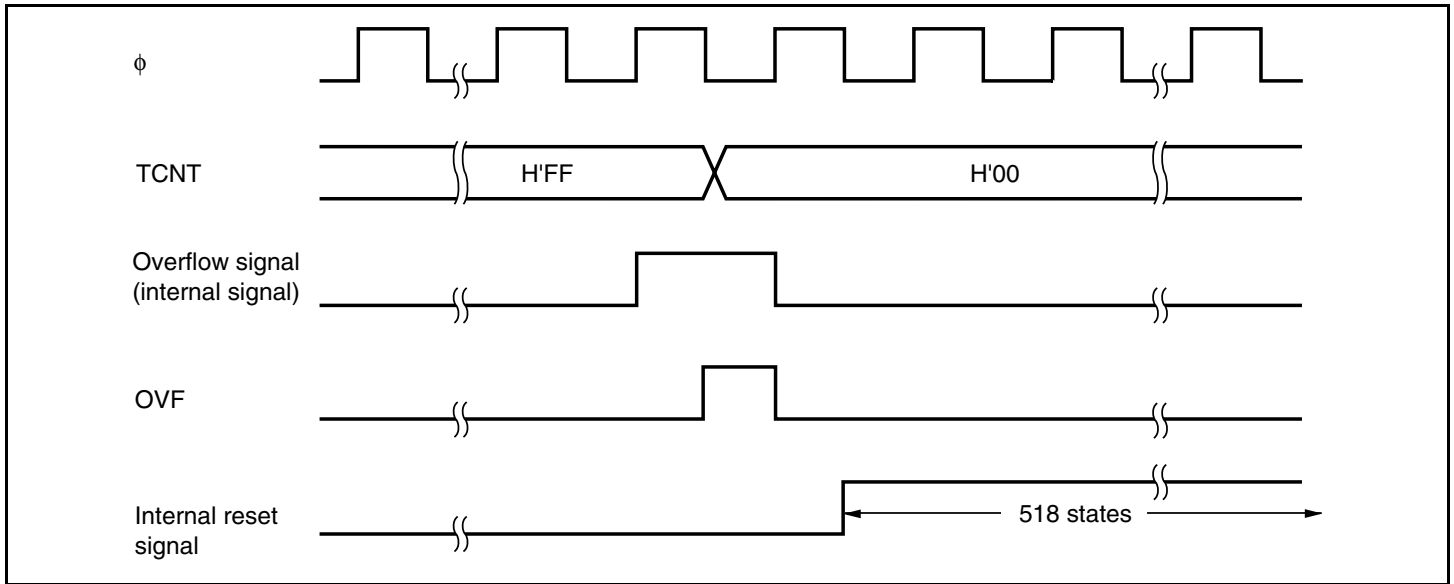 ϕ
TCNT
H'FF
H'00
Overflow signal
(internal signal)
OVF
Internal reset
signal
518 states